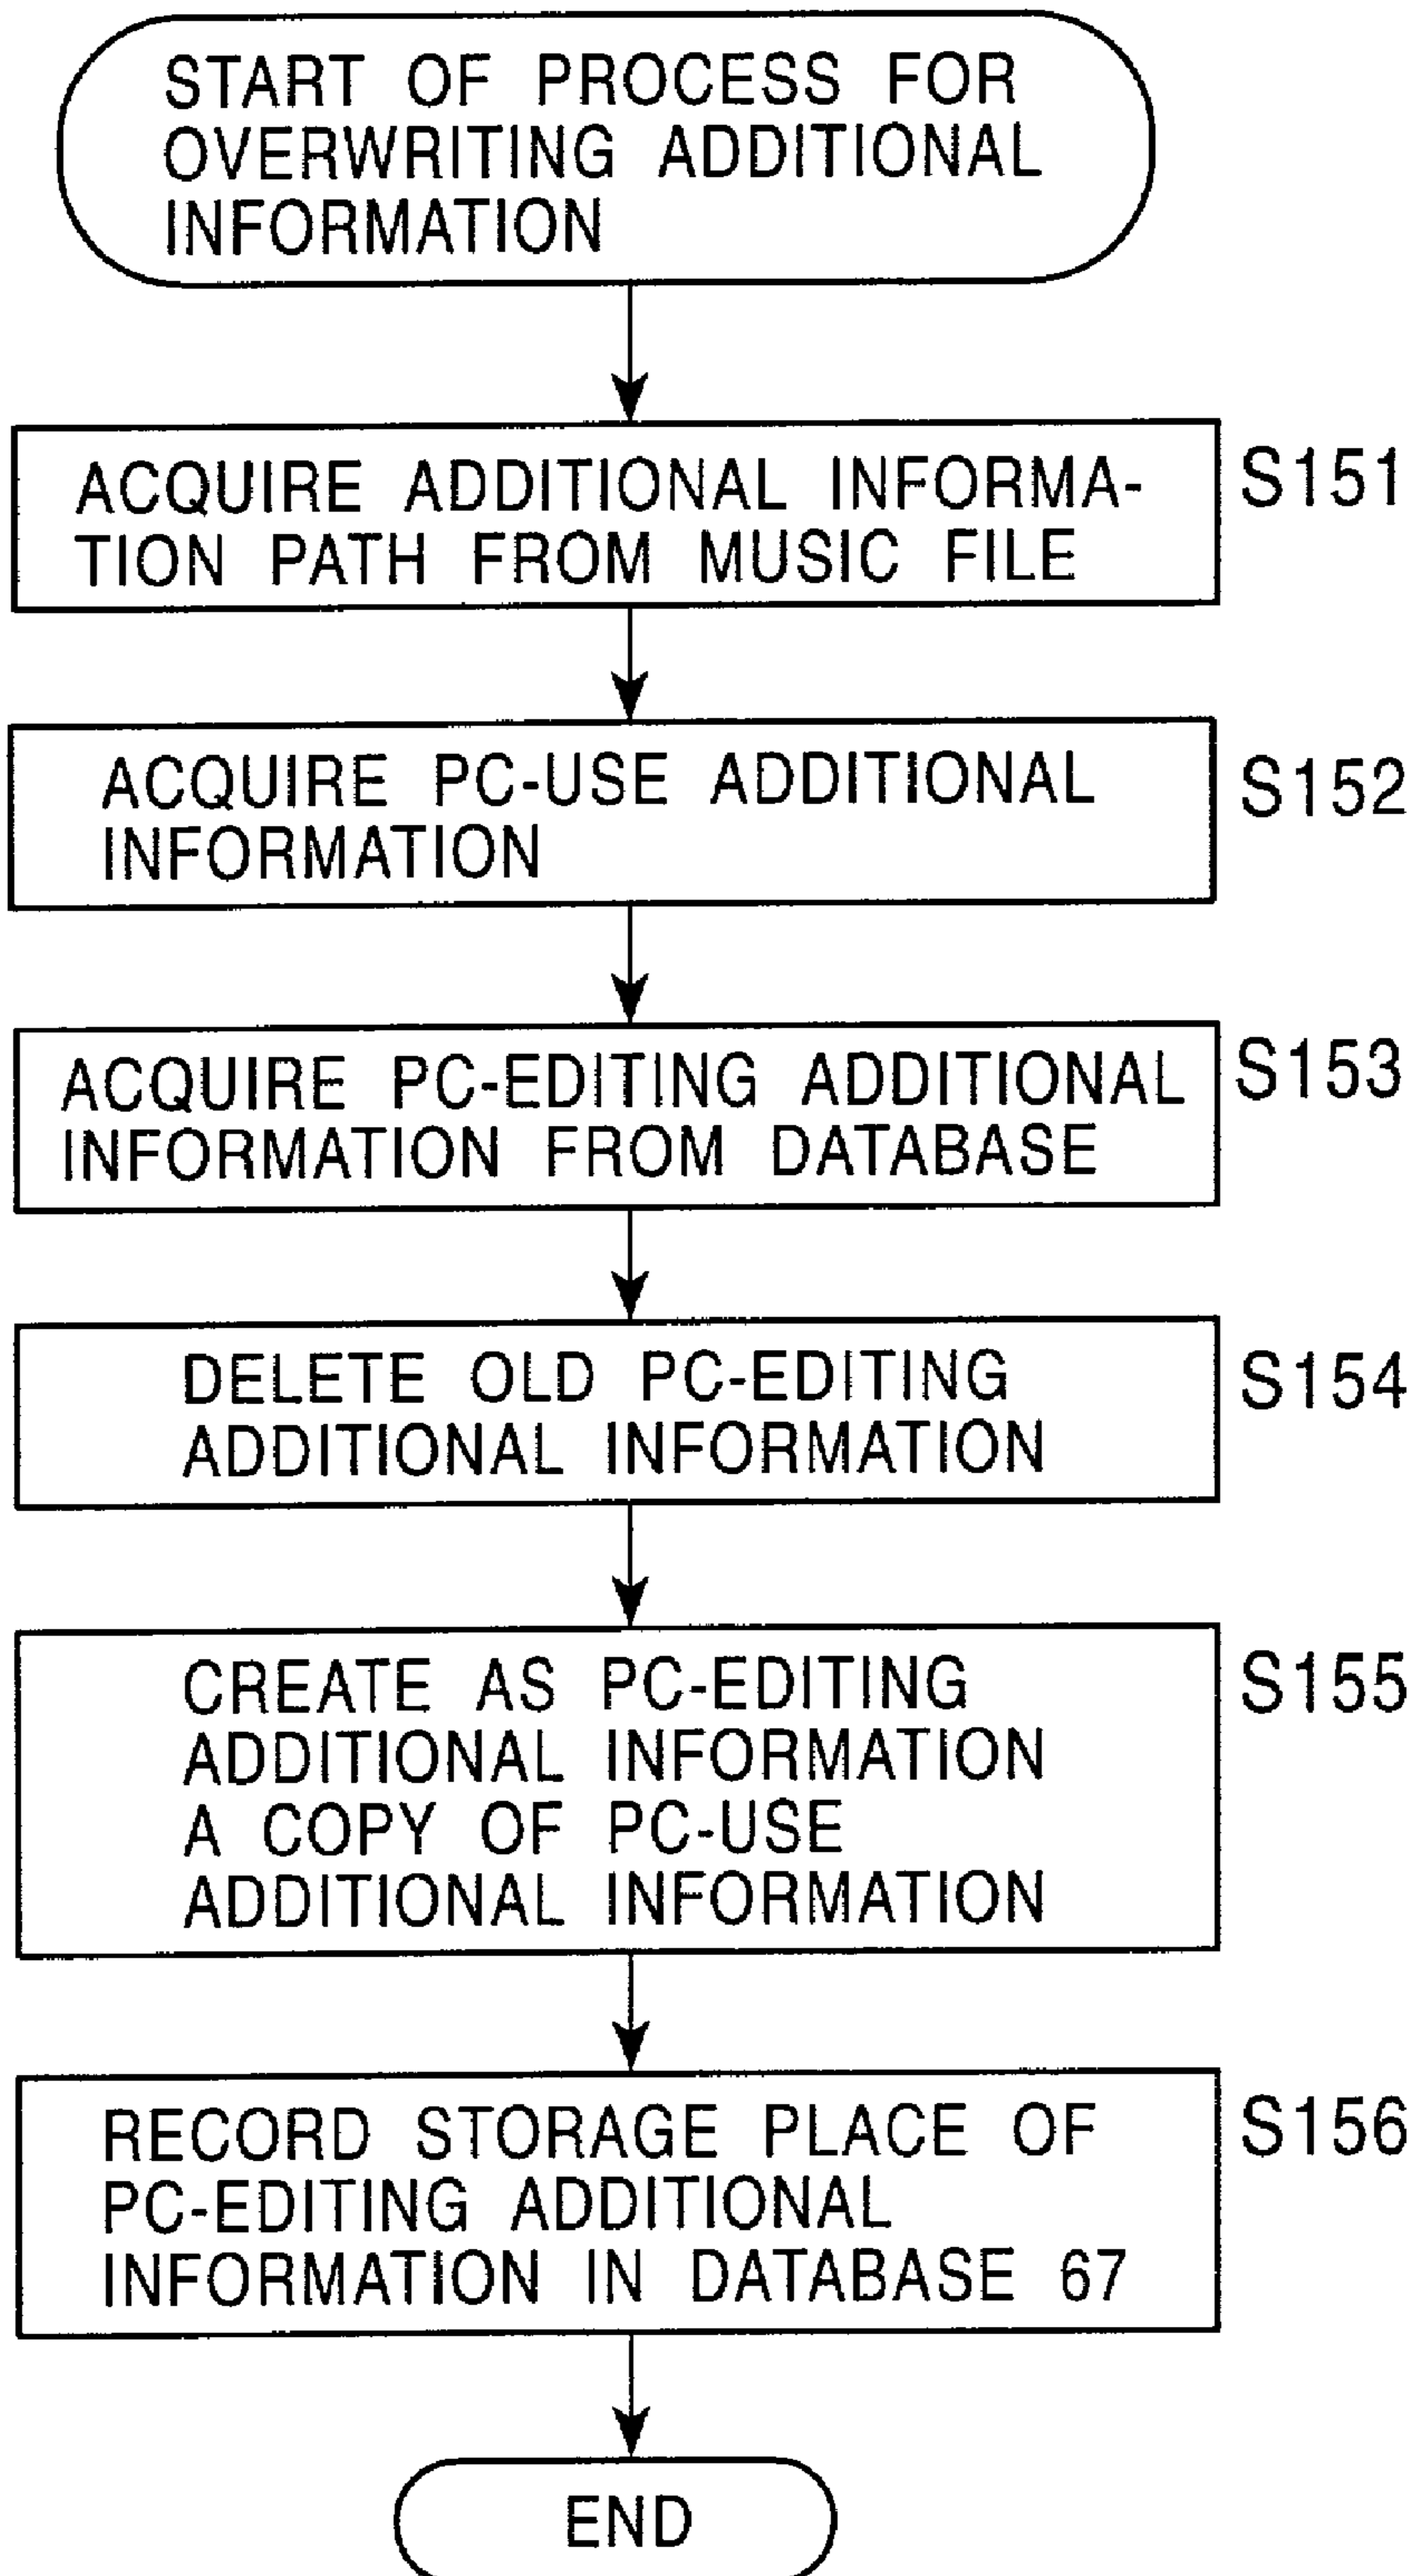 START OF PROCESS FOR
OVERWRITING ADDITIONAL
INFORMATION
ACQUIRE ADDITIONAL INFORMA-
TION PATH FROM MUSIC FILE
S151
ACQUIRE PC-USE ADDITIONAL
INFORMATION
S152
ACQUIRE PC-EDITING ADDITIONAL
INFORMATION FROM DATABASE
S153
DELETE OLD PC-EDITING
ADDITIONAL INFORMATION
S154
CREATE AS PC-EDITING
ADDITIONAL INFORMATION
A COPY OF PC-USE
ADDITIONAL INFORMATION
S155
RECORD STORAGE PLACE OF
PC-EDITING ADDITIONAL
INFORMATION IN DATABASE 67
S156
END